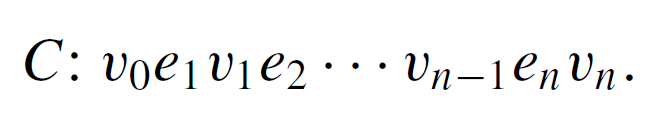 C: v₀e₁v₁e₂ ··· vₙ₋₁eₙvₙ.